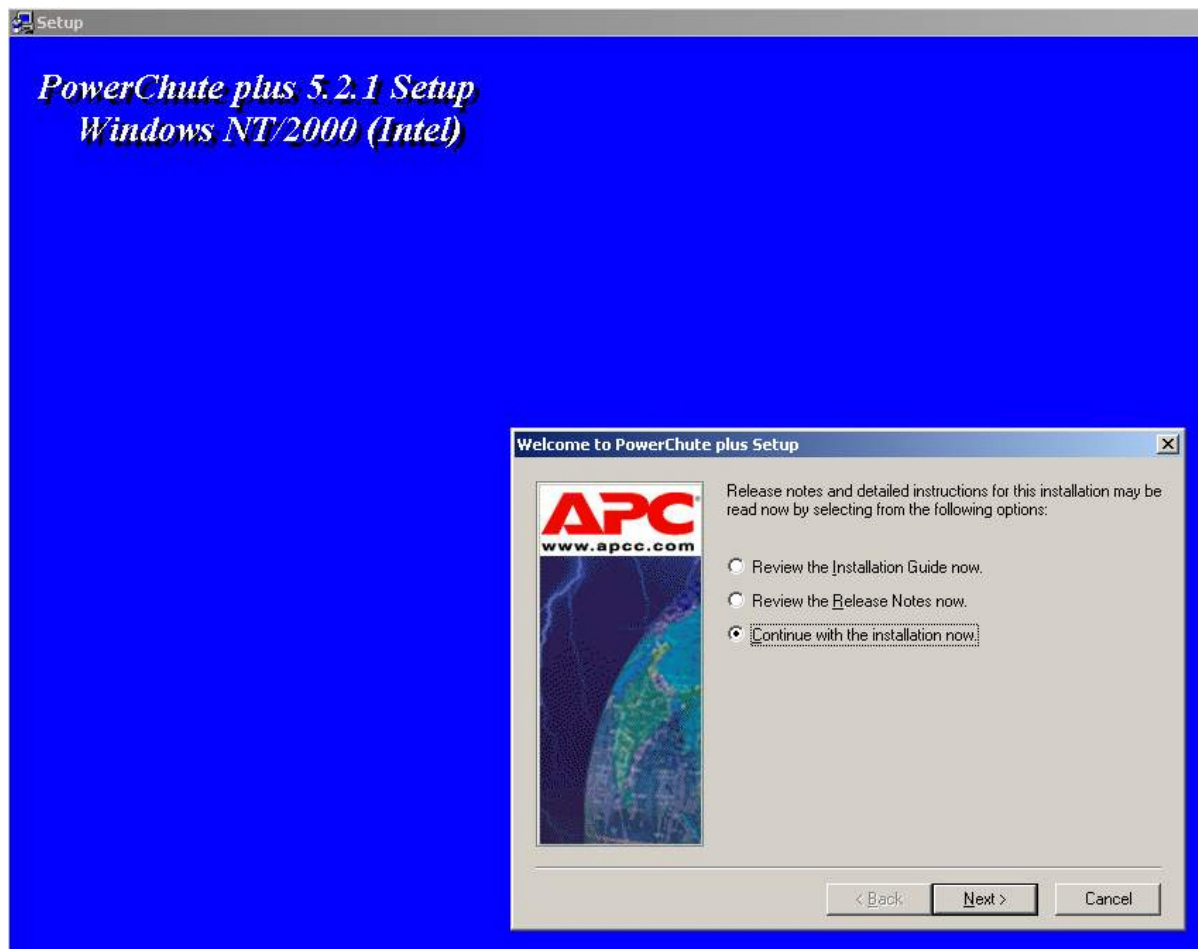 Setup
PowerChute plus 5.2.1 Setup
Windows NT/2000 (Intel)
Welcome to PowerChute plus Setup
APC
www.apcc.com
Release notes and detailed instructions for this installation may be
read now by selecting from the following options:
Review the Installation Guide now.
Review the Release Notes now.
Continue with the installation now.
< Back
Next >
Cancel